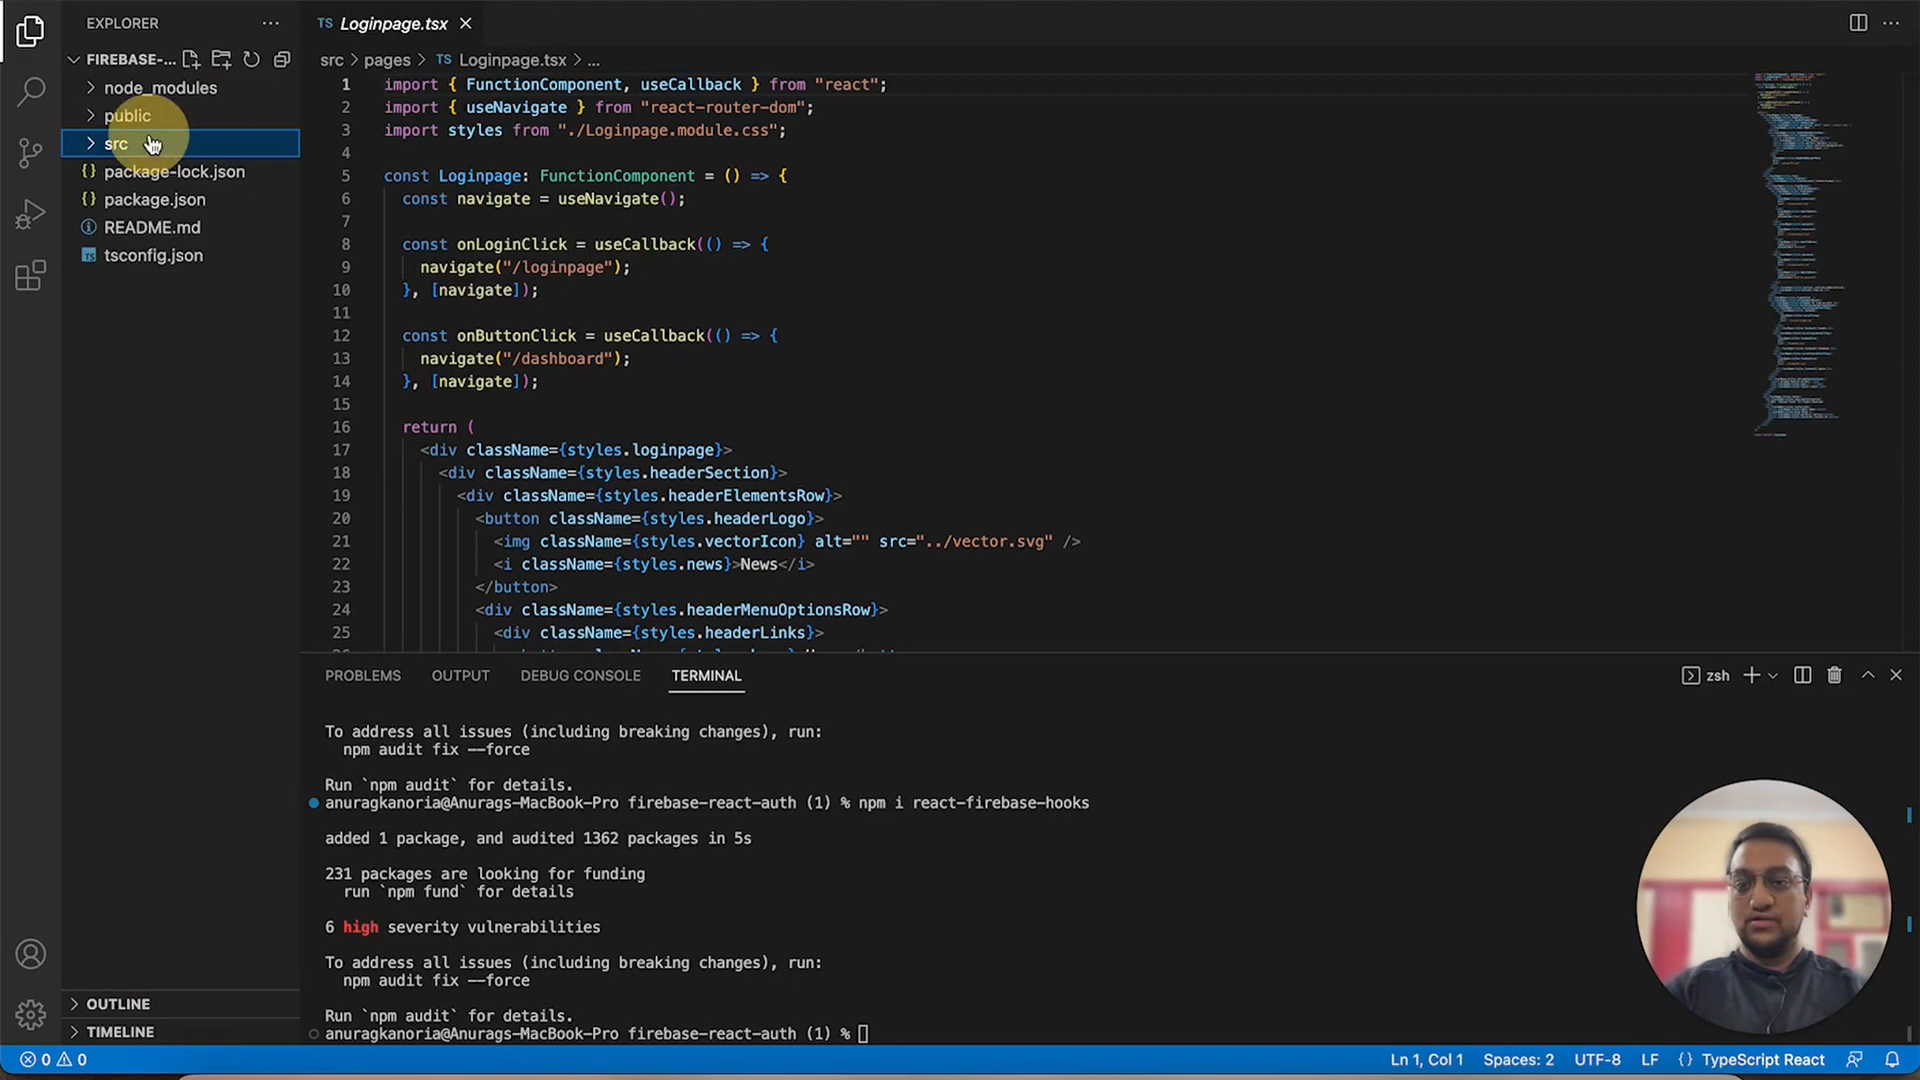 EXPLORER
FIREBASE-...
node_modules
public
src
package-lock.json
package.json
README.md
tsconfig.json
OUTLINE
TIMELINE
TS Loginpage.tsx
src > pages > TS Loginpage.tsx > ...
1 import { FunctionComponent, useCallback } from "react";
2 import { useNavigate } from "react-router-dom";
3 import styles from "./Loginpage.module.css";
4
5 const Loginpage: FunctionComponent = () => {
6 const navigate = useNavigate();
7
8 const onLoginClick = useCallback(() => {
9 navigate("/loginpage");
10 }, [navigate]);
11
12 const onButtonClick = useCallback(() => {
13 navigate("/dashboard");
14 }, [navigate]);
15
16 return (
17 <div className={styles.loginpage}>
18 <div className={styles.headerSection}>
19 <div className={styles.headerElementsRow}>
20 <button className={styles.headerLogo}>
21 <img className={styles.vectorIcon} alt="" src="../vector.svg" />
22 <i className={styles.news}>News</i>
23 </button>
24 <div className={styles.headerMenuOptionsRow}>
25 <div className={styles.headerLinks}>
PROBLEMS OUTPUT DEBUG CONSOLE TERMINAL
zsh
To address all issues (including breaking changes), run:
npm audit fix --force
Run `npm audit` for details.
anuragkanoria@Anurags-MacBook-Pro firebase-react-auth (1) % npm i react-firebase-hooks
added 1 package, and audited 1362 packages in 5s
231 packages are looking for funding
run `npm fund` for details
6 high severity vulnerabilities
To address all issues (including breaking changes), run:
npm audit fix --force
Run `npm audit` for details.
anuragkanoria@Anurags-MacBook-Pro firebase-react-auth (1) %
0 0
Ln 1, Col 1 Spaces: 2 UTF-8 LF {} TypeScript React